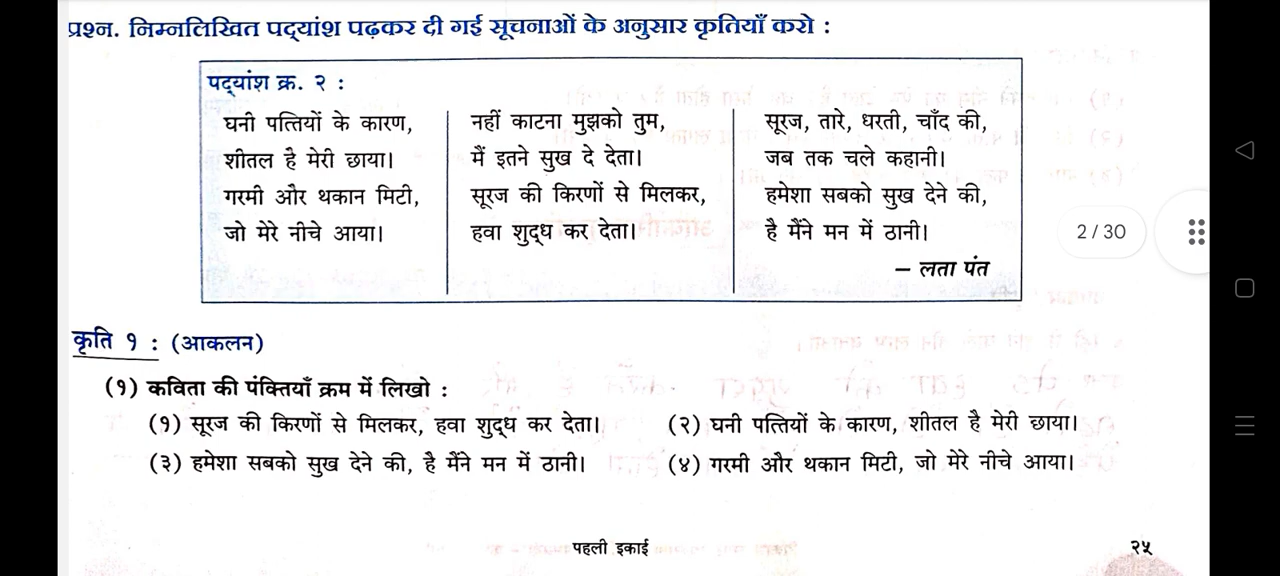 प्रश्न. निम्नलिखित पद्यांश पढ़कर दी गई सूचनाओं के अनुसार कृतियाँ करो :
पद्यांश क्र. २ :
घनी पत्तियों के कारण,
शीतल है मेरी छाया।
गरमी और थकान मिटी,
जो मेरे नीचे आया।
नहीं काटना मुझको तुम,
मैं इतने सुख दे देता।
सूरज की किरणों से मिलकर,
हवा शुद्ध कर देता।
सूरज, तारे, धरती, चाँद की,
जब तक चले कहानी।
हमेशा सबको सुख देने की,
है मैंने मन में ठानी।
– लता पंत
2 / 30
कृति १ : (आकलन)
(१) कविता की पंक्तियाँ क्रम में लिखो :
(१) सूरज की किरणों से मिलकर, हवा शुद्ध कर देता। (२) घनी पत्तियों के कारण, शीतल है मेरी छाया।
(३) हमेशा सबको सुख देने की, है मैंने मन में ठानी। (४) गरमी और थकान मिटी, जो मेरे नीचे आया।
पहली इकाई २५